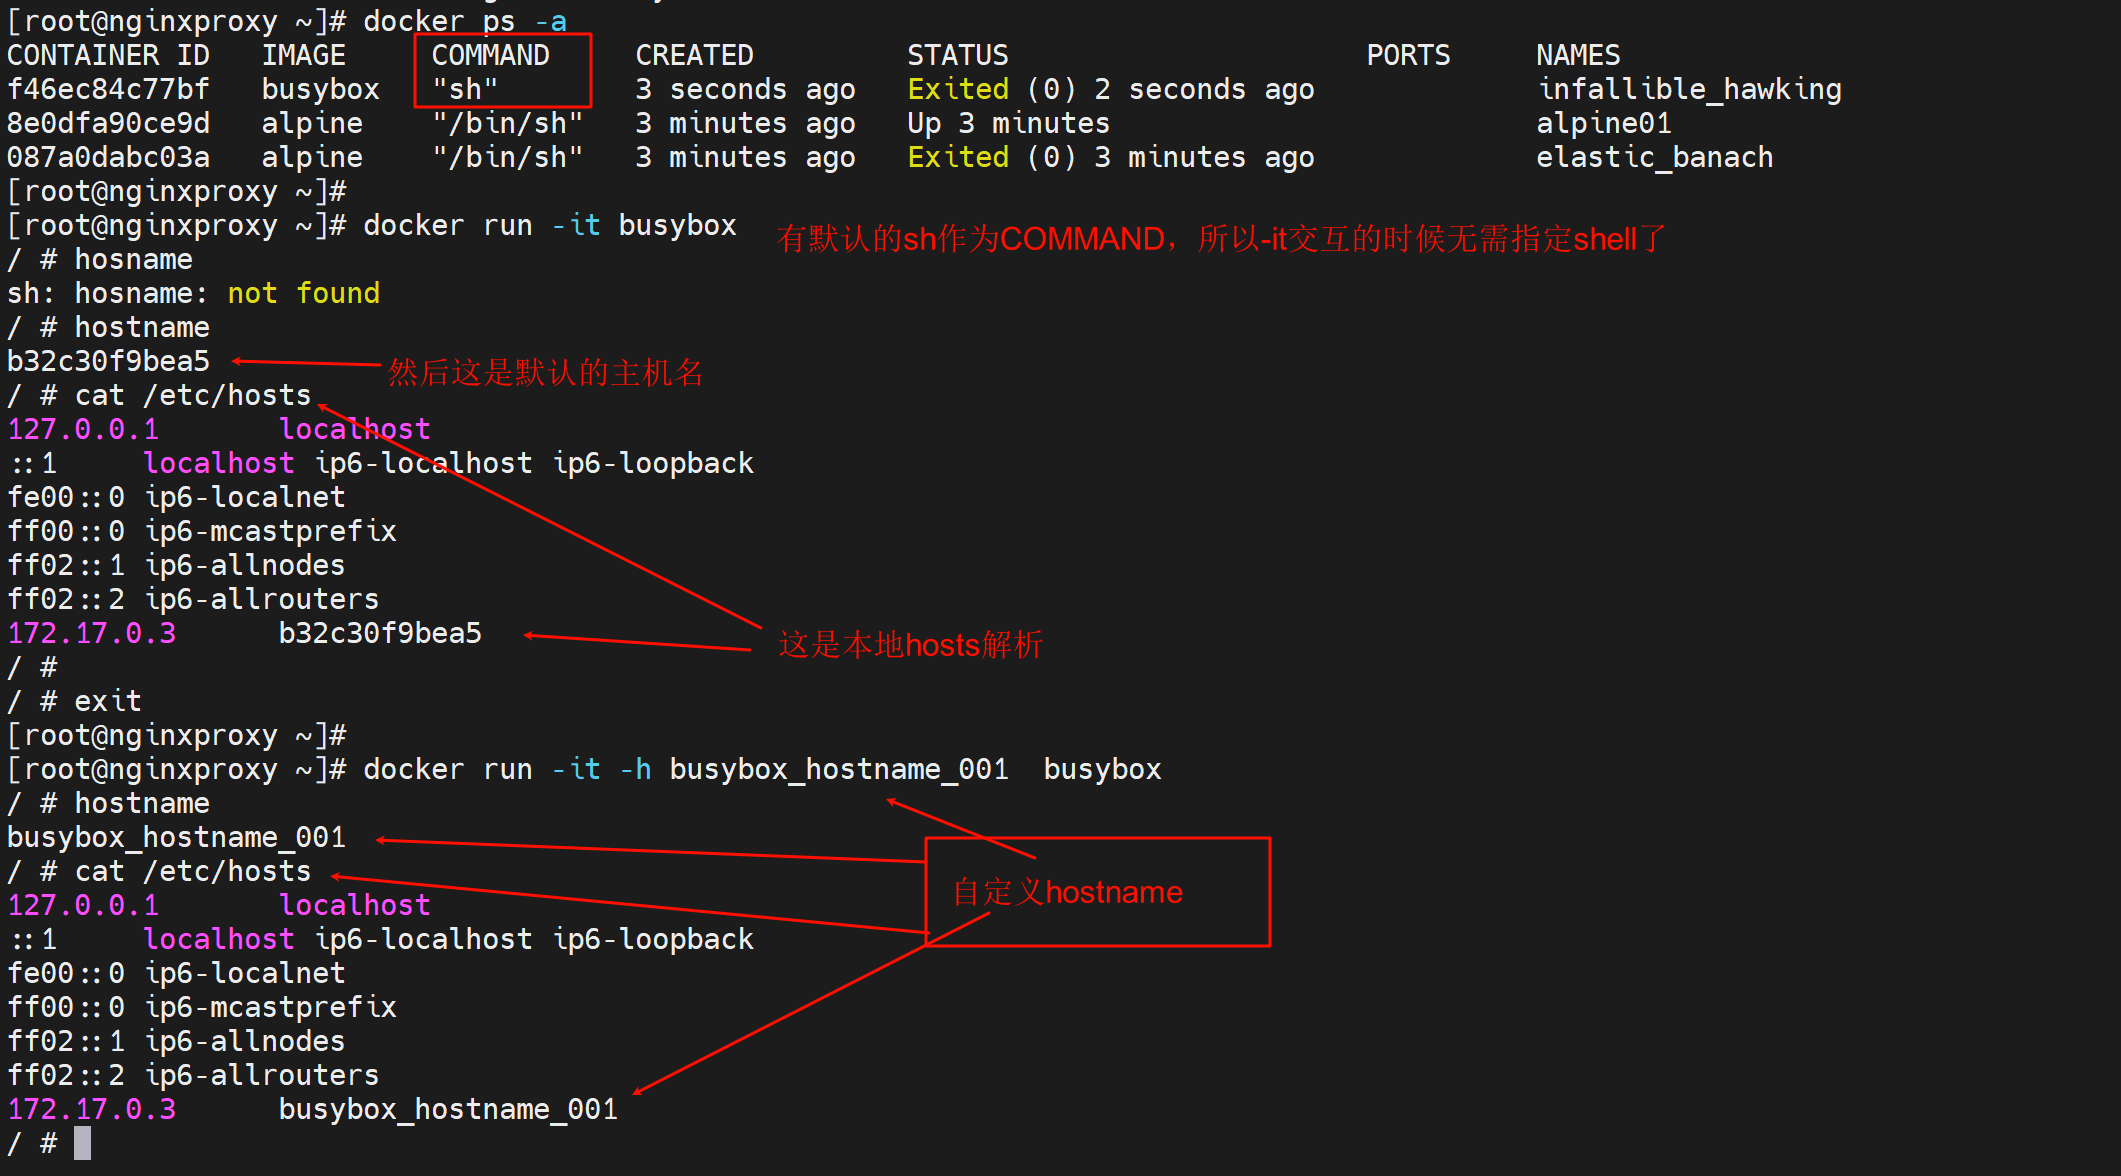 [root@nginxproxy ~]# docker ps -a
CONTAINER ID   IMAGE     COMMAND     CREATED         STATUS                     PORTS     NAMES
f46ec84c77bf   busybox   "sh"        3 seconds ago   Exited (0) 2 seconds ago             infallible_hawking
8e0dfa90ce9d   alpine    "/bin/sh"   3 minutes ago   Up 3 minutes                         alpine01
087a0dabc03a   alpine    "/bin/sh"   3 minutes ago   Exited (0) 3 minutes ago             elastic_banach
[root@nginxproxy ~]#
[root@nginxproxy ~]# docker run -it busybox 有默认的sh作为COMMAND，所以-it交互的时候无需指定shell了
/ # hosname
sh: hosname: not found
/ # hostname
b32c30f9bea5 然后这是默认的主机名
/ # cat /etc/hosts
127.0.0.1       localhost
::1     localhost ip6-localhost ip6-loopback
fe00::0 ip6-localnet
ff00::0 ip6-mcastprefix
ff02::1 ip6-allnodes
ff02::2 ip6-allrouters
172.17.0.3      b32c30f9bea5 这是本地hosts解析
/ #
/ # exit
[root@nginxproxy ~]#
[root@nginxproxy ~]# docker run -it -h busybox_hostname_001  busybox
/ # hostname
busybox_hostname_001
/ # cat /etc/hosts
自定义hostname
127.0.0.1       localhost
::1     localhost ip6-localhost ip6-loopback
fe00::0 ip6-localnet
ff00::0 ip6-mcastprefix
ff02::1 ip6-allnodes
ff02::2 ip6-allrouters
172.17.0.3      busybox_hostname_001
/ #